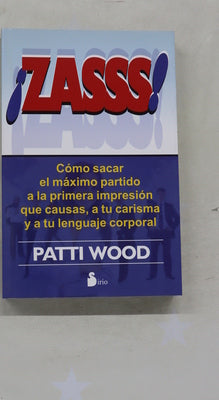 ¡ZASSS!
Cómo sacar
el máximo partido
a la primera impresión
que causas, a tu carisma
y a tu lenguaje corporal
PATTI WOOD
Sirio